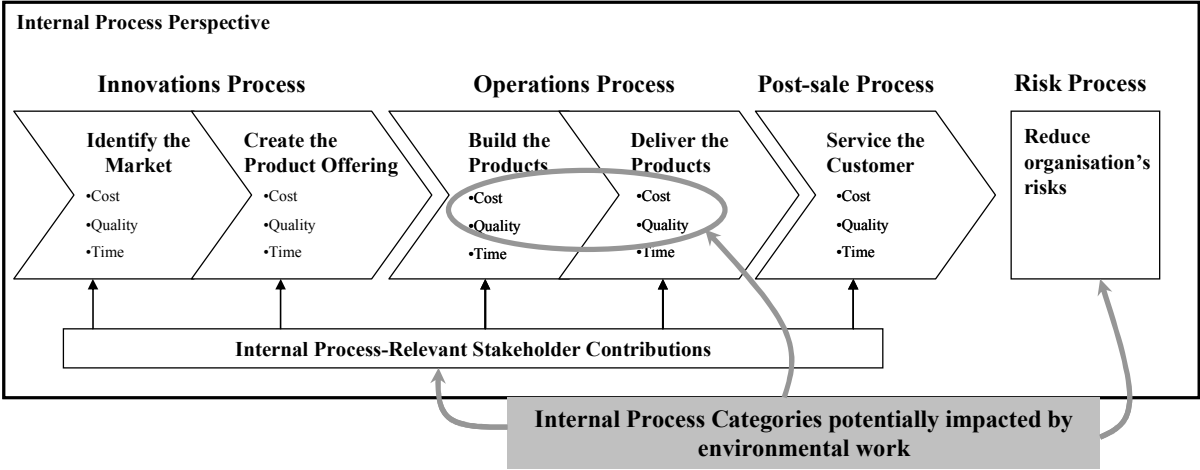 Internal Process Perspective
Innovations Process
Operations Process
Post-sale Process
Risk Process
Identify the
Market
•Cost
•Quality
•Time
Create the
Product Offering
•Cost
•Quality
•Time
Build the
Products
•Cost
•Quality
•Time
Deliver the
Products
•Cost
•Quality
•Time
Service the
Customer
•Cost
•Quality
•Time
Reduce
organisation’s
risks
Internal Process-Relevant Stakeholder Contributions
Internal Process Categories potentially impacted by
environmental work